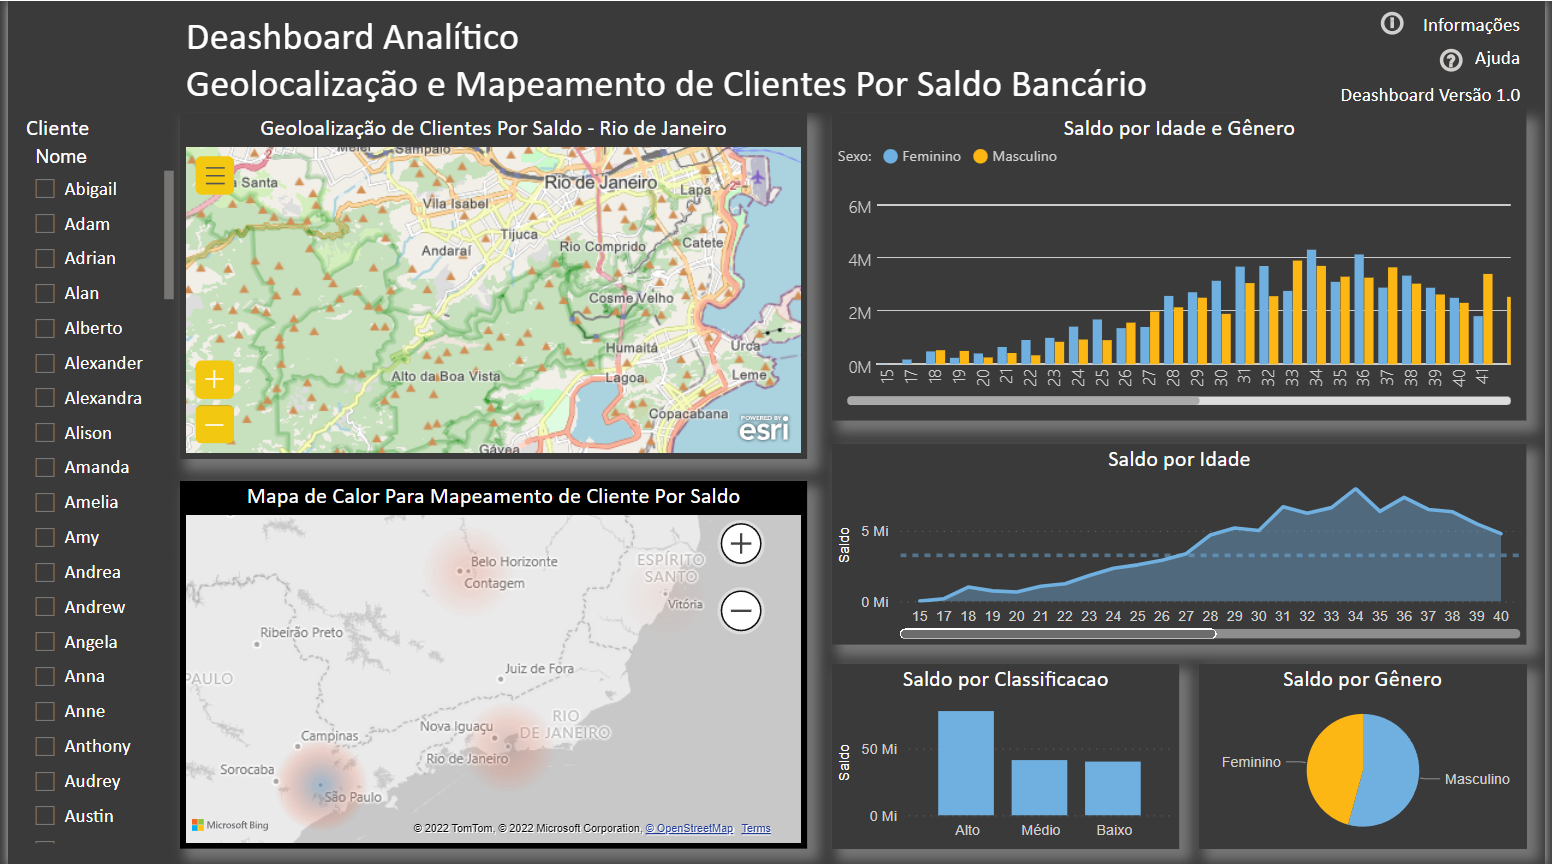 Deashboard Analítico
Geolocalização e Mapeamento de Clientes Por Saldo Bancário
Informações
Ajuda
Deashboard Versão 1.0
Cliente
Nome
Abigail
Adam
Adrian
Alan
Alberto
Alexander
Alexandra
Alison
Amanda
Amelia
Amy
Andrea
Andrew
Angela
Anna
Anne
Anthony
Audrey
Austin
Geoloalização de Clientes Por Saldo - Rio de Janeiro
Meier
Sampaio
2
a Santa
Rio de Janeiro
Lapa
2
Vila Isabel
Tijuca
Andaraí
Rio Comprido
Catete
Cosme Velho
Humaitá
Urca
Alto da Boa Vista
Lagoa
Leme
Copacabana
Gávea
POWERED BY
esri
Mapa de Calor Para Mapeamento de Cliente Por Saldo
Belo Horizonte
Contagem
ESPÍRITO
SANTO
Vitória
Ribeirão Preto
PAULO
Juiz de Fora
Nova Iguaçu
RIO
DE JANEIRO
Rio de Janeiro
Campinas
Sorocaba
São Paulo
Microsoft Bing
© 2022 TomTom, © 2022 Microsoft Corporation, © OpenStreetMap Terms
Saldo por Idade e Gênero
Sexo: Feminino Masculino
6M
4M
2M
0M
15 17 18 19 20 21 22 23 24 25 26 27 28 29 30 31 32 33 34 35 36 37 38 39 40 41
Saldo por Idade
Saldo
5 Mi
0 Mi
15 17 18 19 20 21 22 23 24 25 26 27 28 29 30 31 32 33 34 35 36 37 38 39 40
Saldo por Classificacao
Saldo
50 Mi
0 Mi
Alto Médio Baixo
Saldo por Gênero
Feminino
Masculino